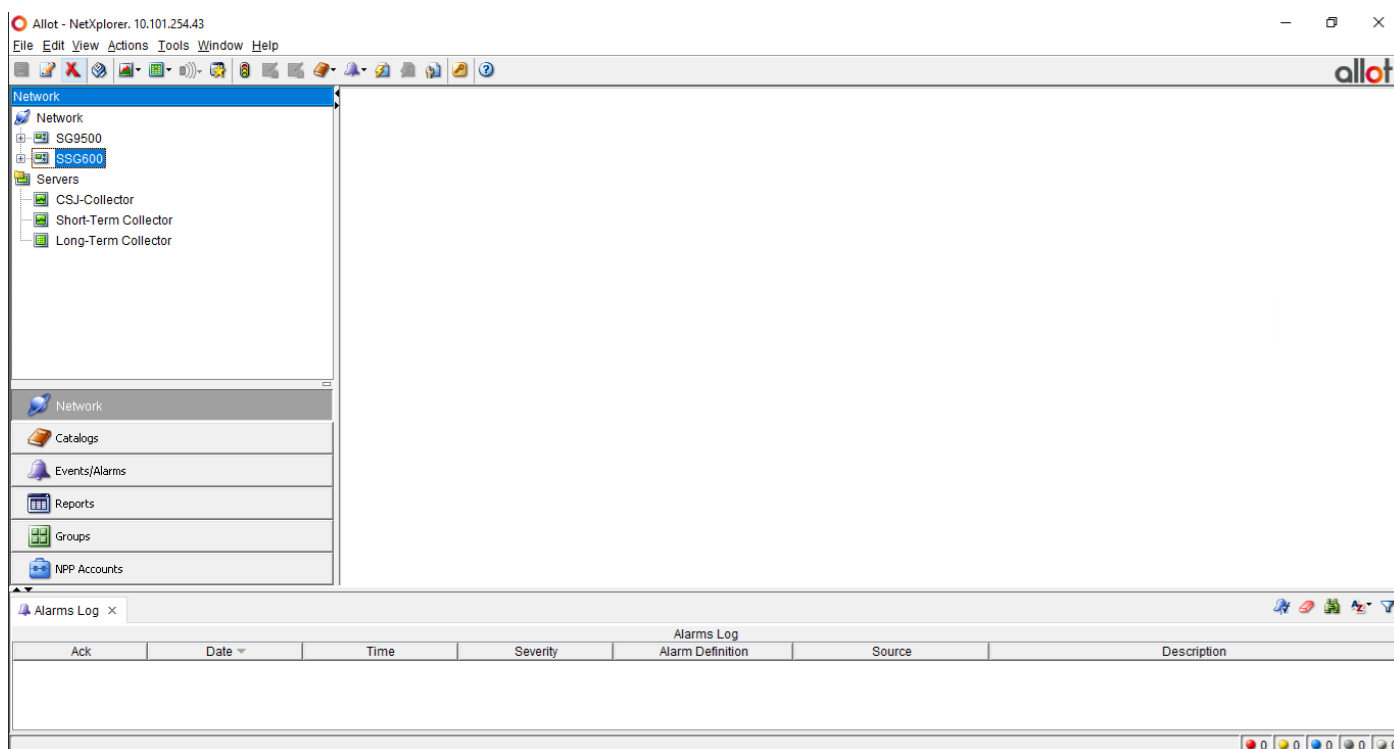 Allot - NetXplorer. 10.101.254.43
File Edit View Actions Tools Window Help
allot
Network
Network
SG9500
SSG600
Servers
CSJ-Collector
Short-Term Collector
Long-Term Collector
Network
Catalogs
Events/Alarms
Reports
Groups
NPP Accounts
Alarms Log
Alarms Log
Ack Date Time Severity Alarm Definition Source Description
0 0 0 0 0